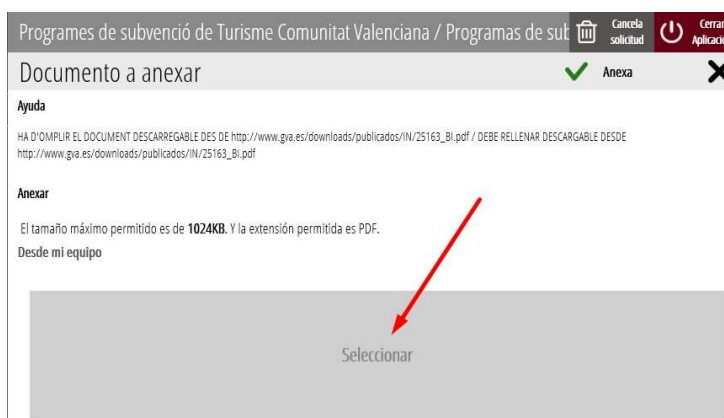 Programes de subvenció de Turisme Comunitat Valenciana / Programas de sub
Cancela
solicitud
Cerrar
Aplicació
Documento a anexar
Anexa
Ayuda
HA D'OMPLIR EL DOCUMENT DESCARREGABLE DES DE http://www.gva.es/downloads/publicados/IN/25163_BI.pdf / DEBE RELLENAR DESCARGABLE DESDE
http://www.gva.es/downloads/publicados/IN/25163_BI.pdf
Anexar
El tamaño máximo permitido es de 1024KB. Y la extensión permitida es PDF.
Desde mi equipo
Seleccionar